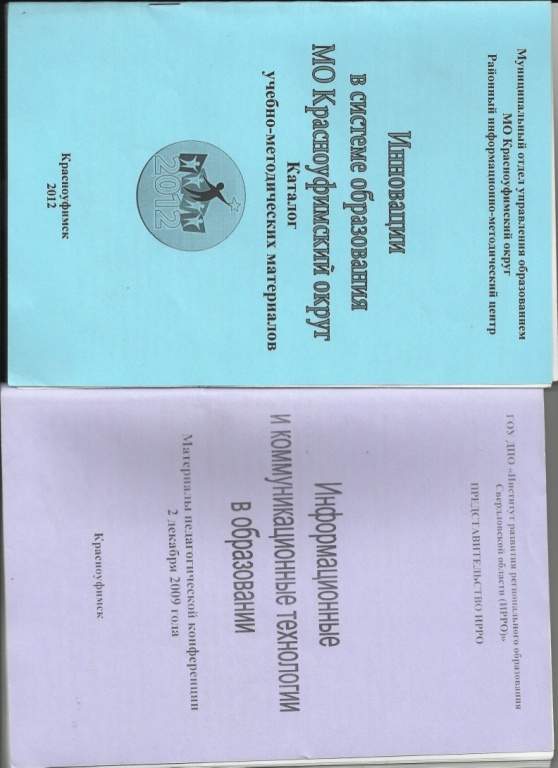 Муниципальный отдел управления образованием
МО Красноуфимский округ
Районный информационно-методический центр
Инновации
в системе образования
МО Красноуфимский округ
Каталог
учебно-методических материалов
2012
Красноуфимск
2012
ГОУ ДПО «Институт развития регионального образования
Свердловской области (ИРРО)»
ПРЕДСТАВИТЕЛЬСТВО ИРРО
Информационные
и коммуникационные технологии
в образовании
Материалы педагогической конференции
2 декабря 2009 года
Красноуфимск